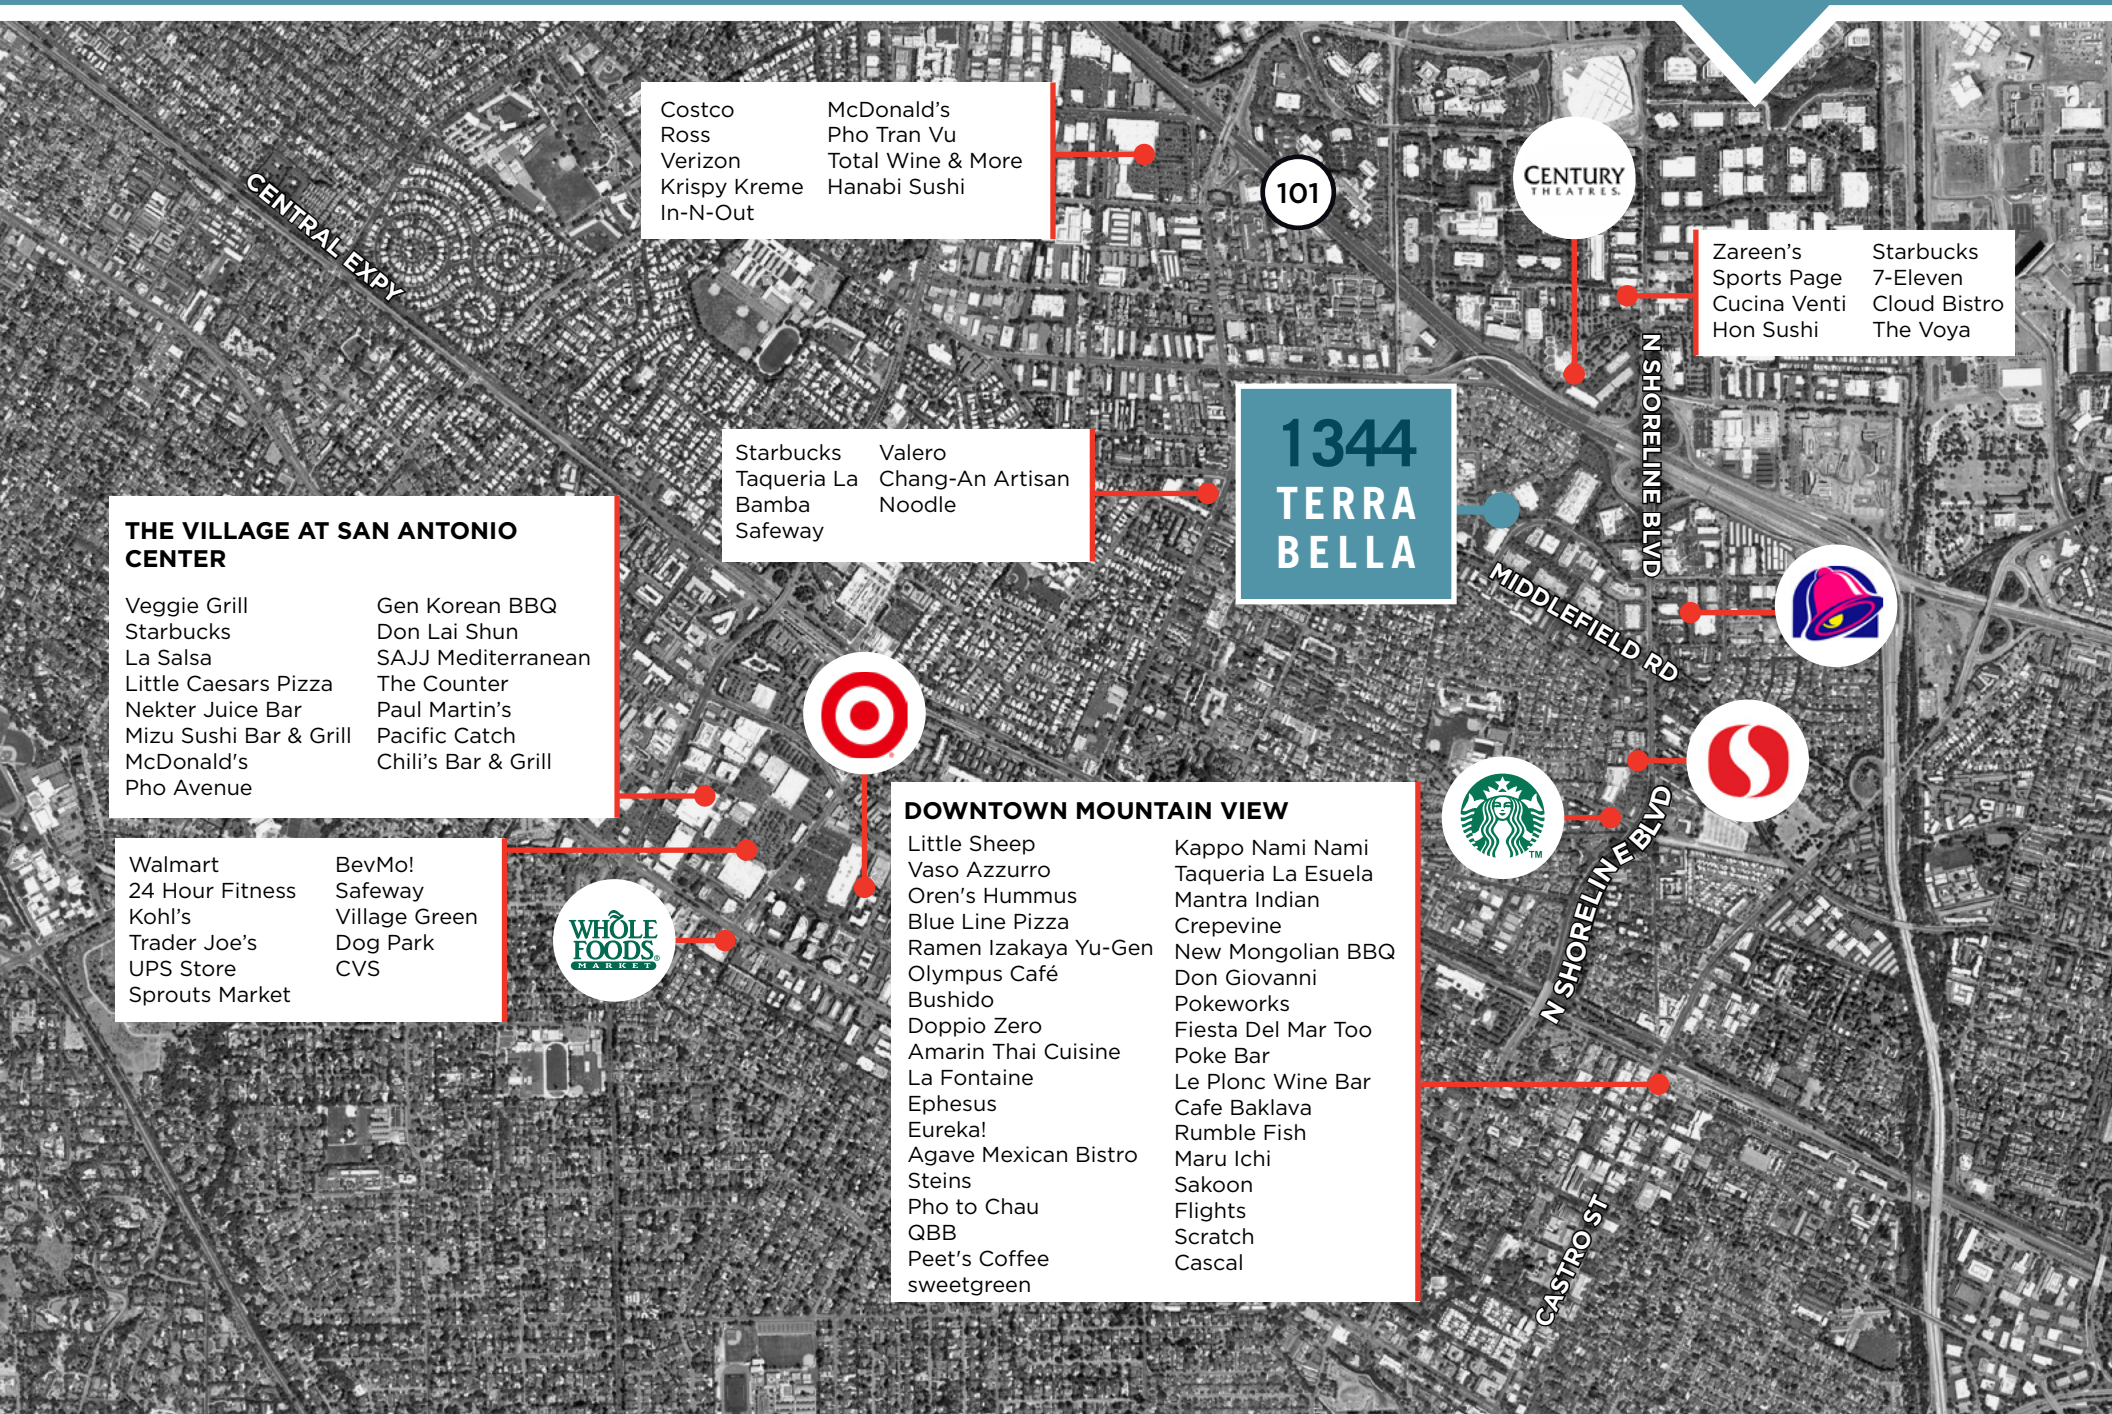 Costco
Ross
Verizon
Krispy Kreme
In-N-Out
McDonald’s
Pho Tran Vu
Total Wine & More
Hanabi Sushi
101
CENTURY
THEATRES.
CENTRAL EXPY
Zareen’s
Sports Page
Cucina Venti
Hon Sushi
Starbucks
7-Eleven
Cloud Bistro
The Voya
N SHORELINE BLVD
1344
TERRA
BELLA
Starbucks
Taqueria La
Bamba
Safeway
Valero
Chang-An Artisan
Noodle
MIDDLEFIELD RD
THE VILLAGE AT SAN ANTONIO
CENTER
Veggie Grill
Starbucks
La Salsa
Little Caesars Pizza
Nekter Juice Bar
Mizu Sushi Bar & Grill
McDonald's
Pho Avenue
Gen Korean BBQ
Don Lai Shun
SAJJ Mediterranean
The Counter
Paul Martin’s
Pacific Catch
Chili’s Bar & Grill
Walmart
24 Hour Fitness
Kohl’s
Trader Joe’s
UPS Store
Sprouts Market
BevMo!
Safeway
Village Green
Dog Park
CVS
WHOLE
FOODS®
MARKET
DOWNTOWN MOUNTAIN VIEW
Little Sheep
Vaso Azzurro
Oren's Hummus
Blue Line Pizza
Ramen Izakaya Yu-Gen
Olympus Café
Bushido
Doppio Zero
Amarin Thai Cuisine
La Fontaine
Ephesus
Eureka!
Agave Mexican Bistro
Steins
Pho to Chau
QBB
Peet's Coffee
sweetgreen
Kappo Nami Nami
Taqueria La Esuela
Mantra Indian
Crepevine
New Mongolian BBQ
Don Giovanni
Pokeworks
Fiesta Del Mar Too
Poke Bar
Le Plonc Wine Bar
Cafe Baklava
Rumble Fish
Maru Ichi
Sakoon
Flights
Scratch
Cascal
TM
N SHORELINE BLVD
CASTRO ST